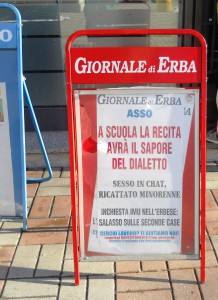 GIORNALE di ERBA
GIORNALE di ERBA
ASSO
A SCUOLA LA RECITA
AVRÀ IL SAPORE
DEL DIALETTO
SESSO IN CHAT,
RICATTATO MINORENNE
INCHIESTA IMU NELL'ERBESE:
SALASSO SULLE SECONDE CASE